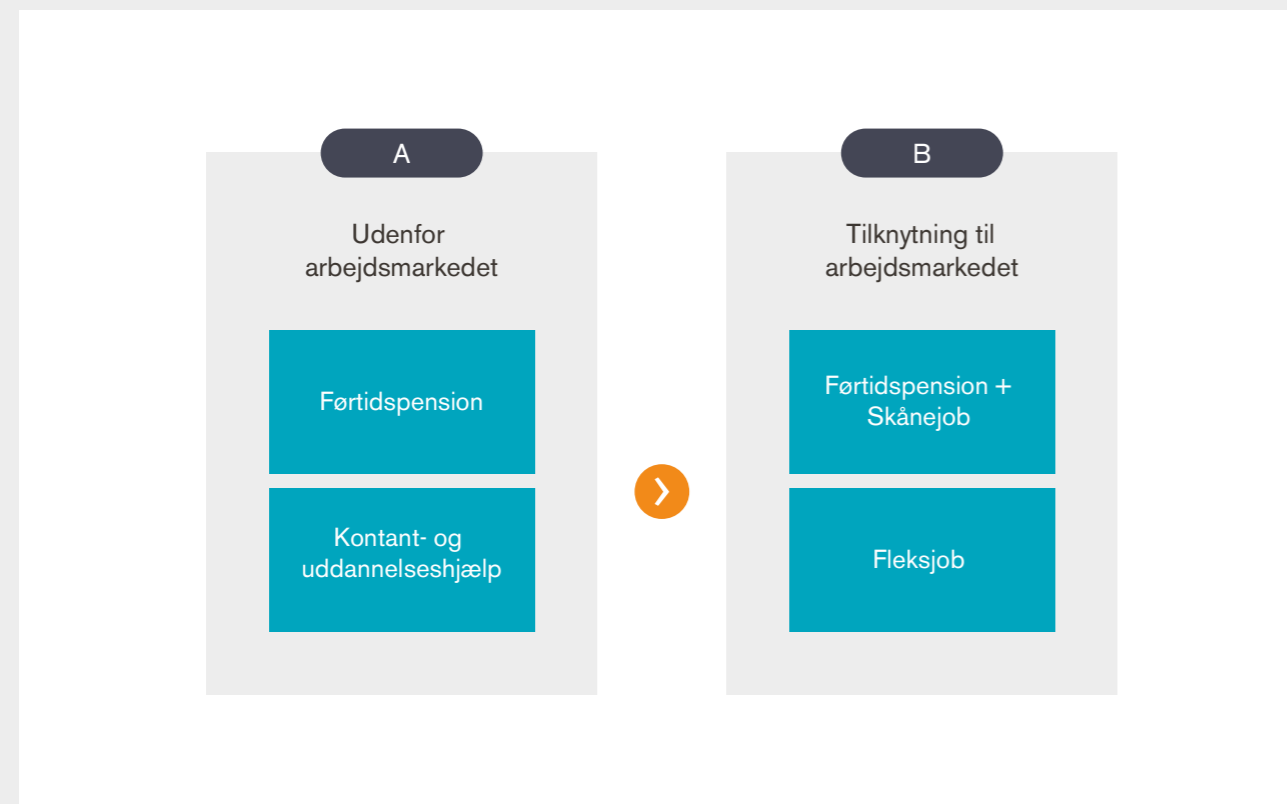 A
Udenfor
arbejdsmarkedet
Førtidspension
Kontant- og
uddannelseshjælp
B
Tilknytning til
arbejdsmarkedet
Førtidspension +
Skånejob
Fleksjob